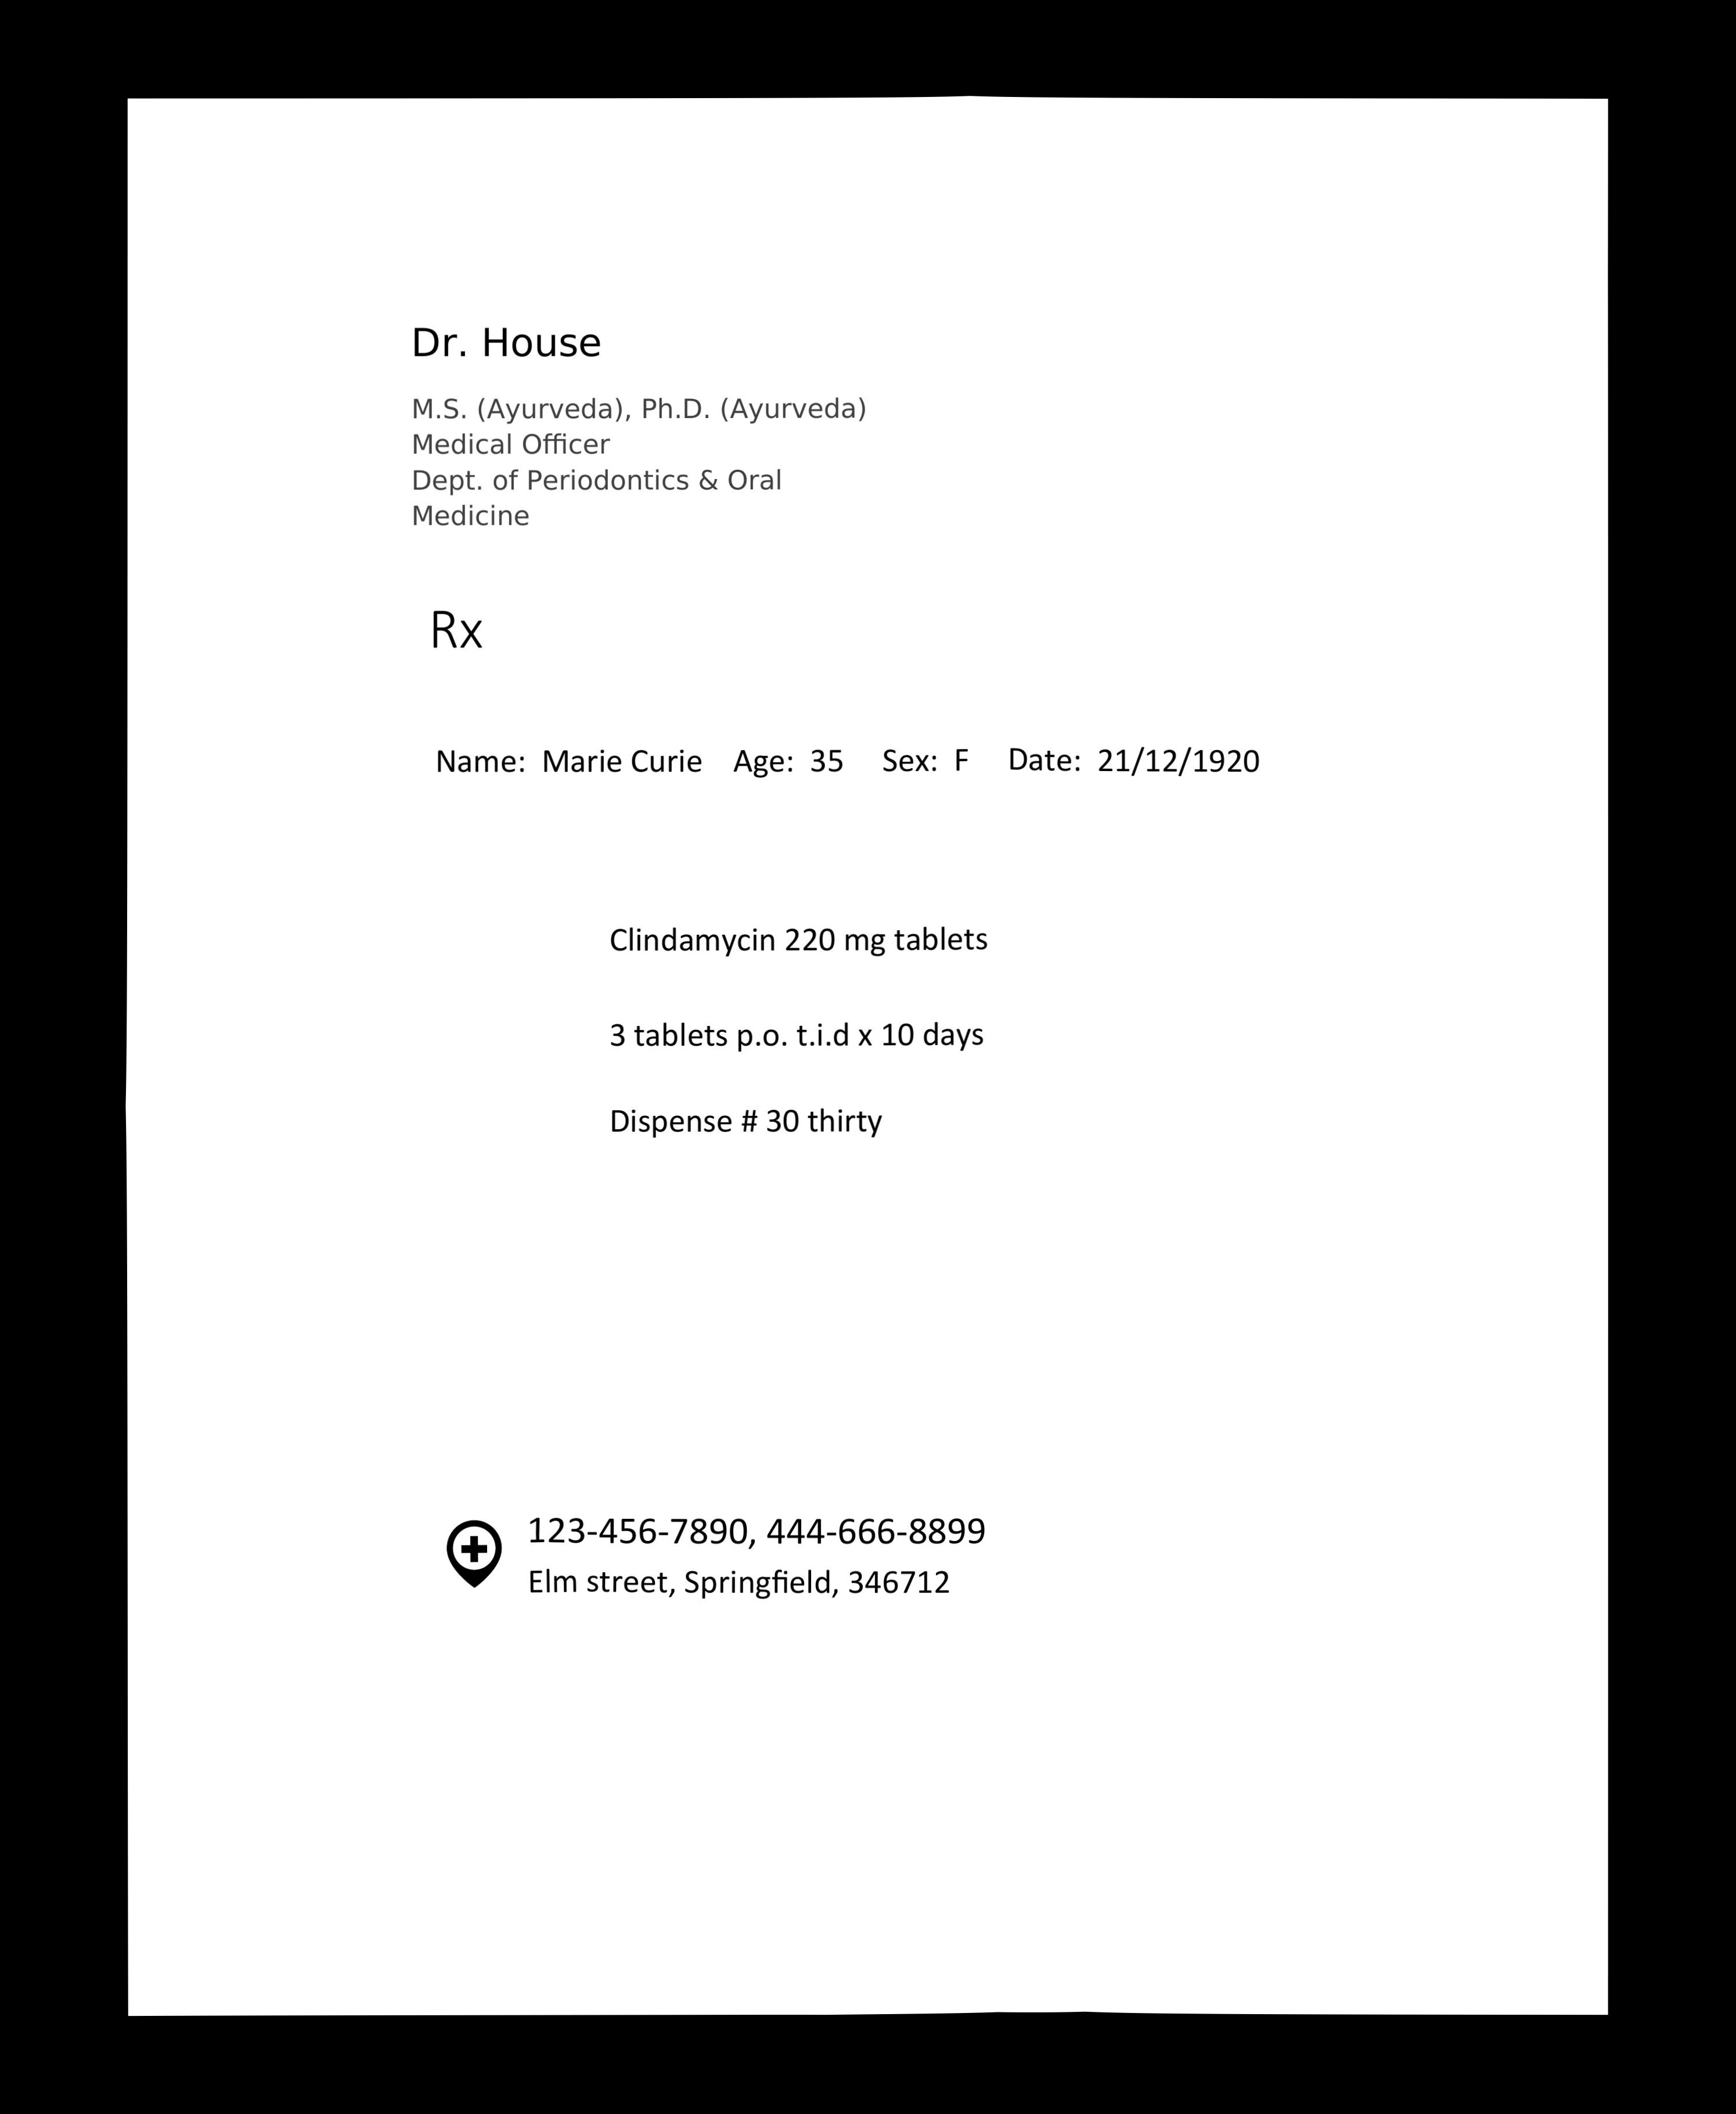 Dr. House
M.S. (Ayurveda), Ph.D. (Ayurveda)
Medical Officer
Dept. of Periodontics & Oral
Medicine
Rx
Name: Marie Curie Age: 35 Sex: F Date: 21/12/1920
Clindamycin 220 mg tablets
3 tablets p.o. t.i.d x 10 days
Dispense # 30 thirty
123-456-7890, 444-666-8899
Elm street, Springfield, 346712